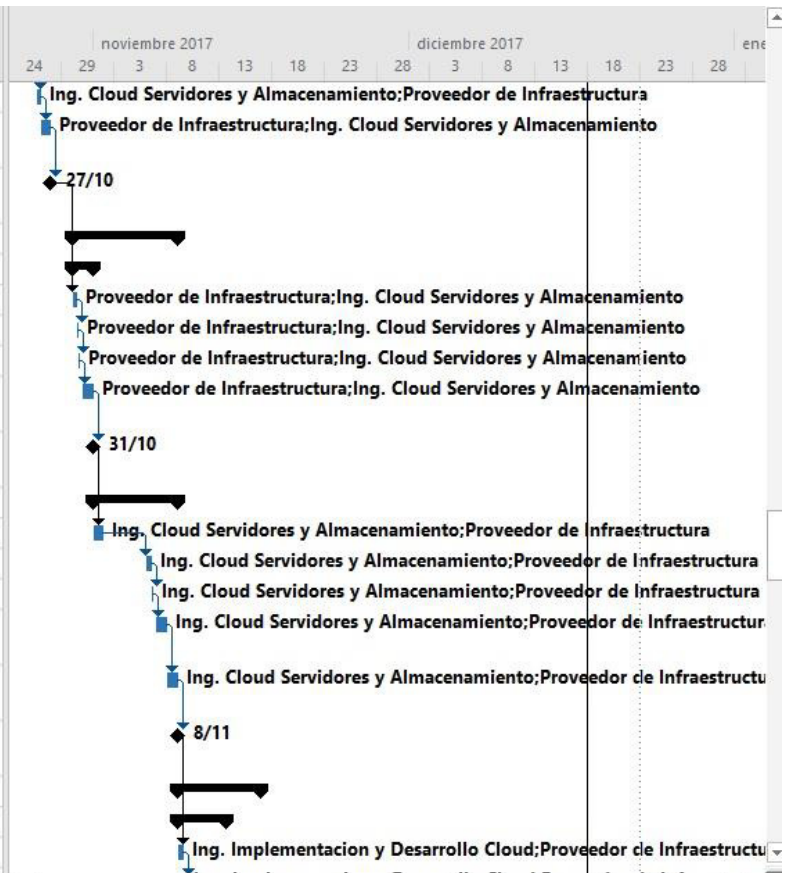 noviembre 2017 diciembre 2017 ene
24 29 3 8 13 18 23 28 3 8 13 18 23 28
Ing. Cloud Servidores y Almacenamiento;Proveedor de Infraestructura
Proveedor de Infraestructura;Ing. Cloud Servidores y Almacenamiento
27/10
Proveedor de Infraestructura;Ing. Cloud Servidores y Almacenamiento
Proveedor de Infraestructura;Ing. Cloud Servidores y Almacenamiento
Proveedor de Infraestructura;Ing. Cloud Servidores y Almacenamiento
Proveedor de Infraestructura;Ing. Cloud Servidores y Almacenamiento
31/10
Ing. Cloud Servidores y Almacenamiento;Proveedor de Infraestructura
Ing. Cloud Servidores y Almacenamiento;Proveedor de Infraestructura
Ing. Cloud Servidores y Almacenamiento;Proveedor de Infraestructura
Ing. Cloud Servidores y Almacenamiento;Proveedor de Infraestructur
Ing. Cloud Servidores y Almacenamiento;Proveedor de Infraestructu
8/11
Ing. Implementacion y Desarrollo Cloud;Proveedor de Infraestructu